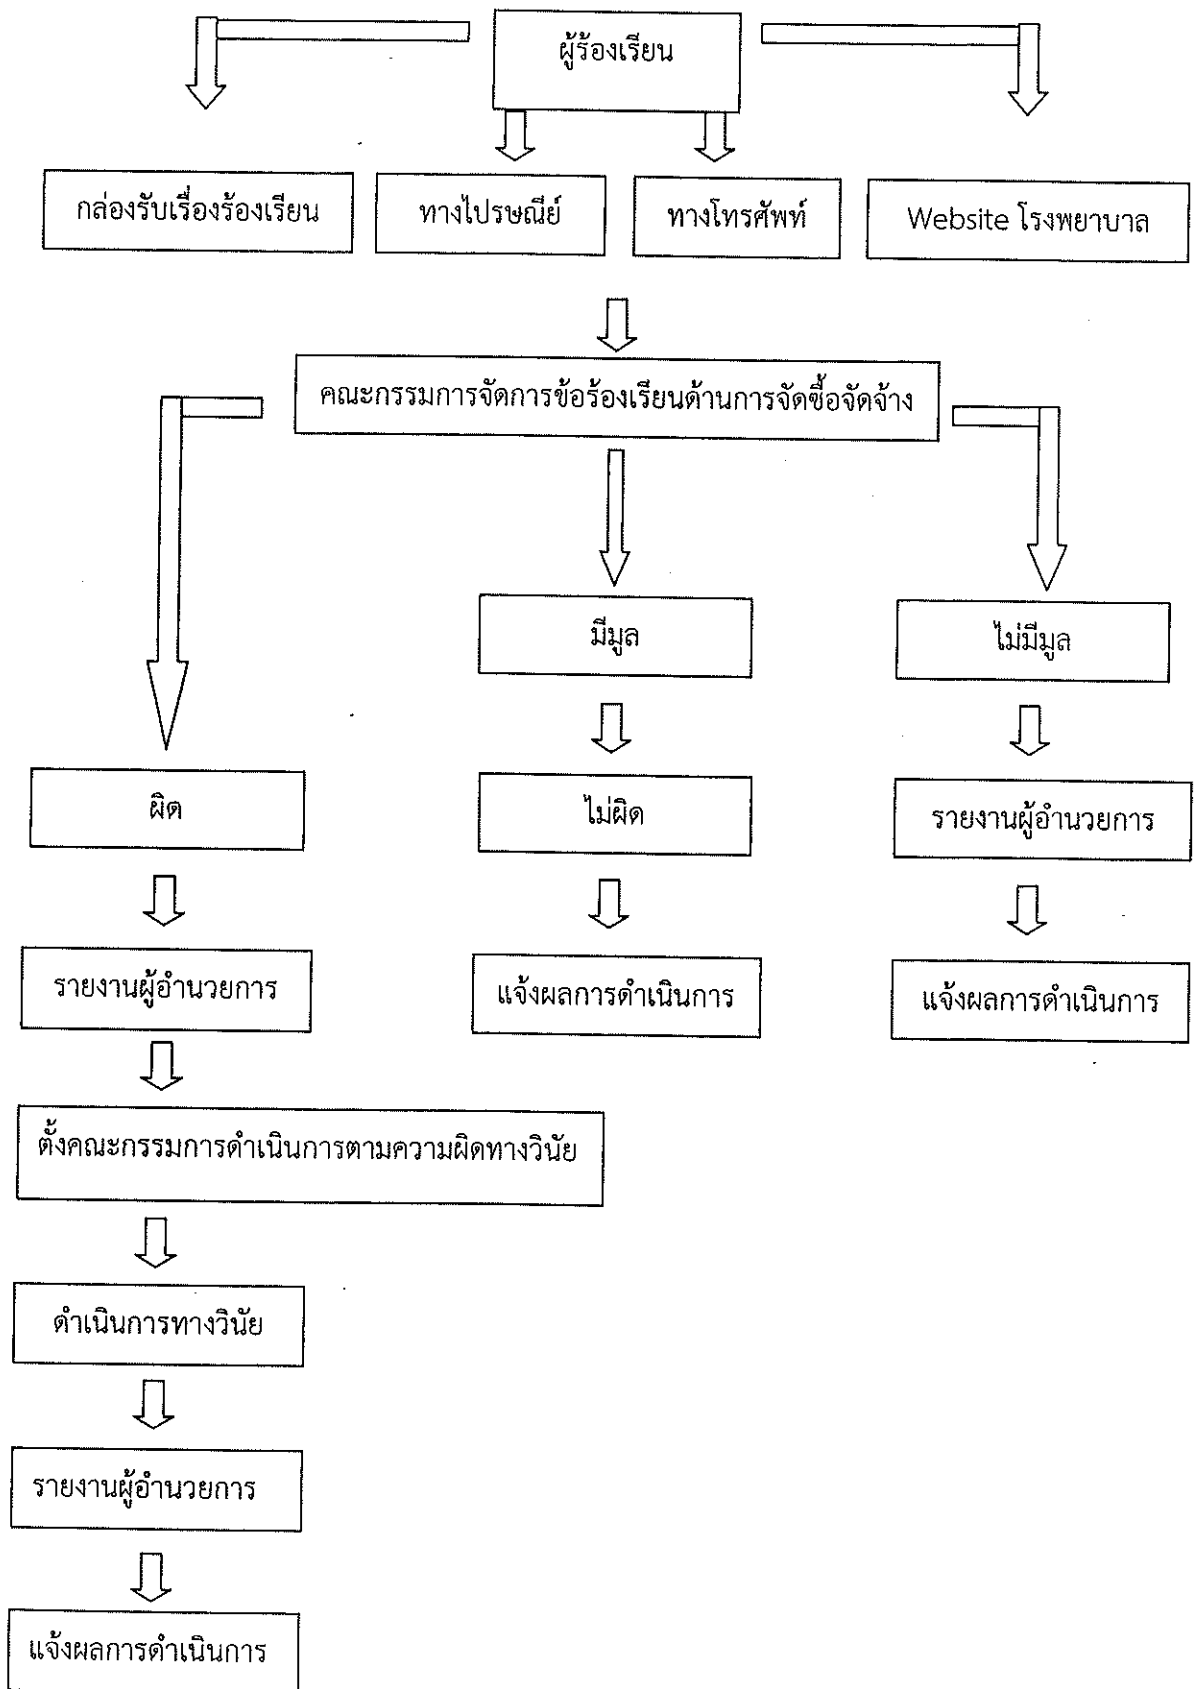 ผู้ร้องเรียน
กล่องรับเรื่องร้องเรียน
ทางไปรษณีย์
ทางโทรศัพท์
Website โรงพยาบาล
คณะกรรมการจัดการข้อร้องเรียนด้านการจัดซื้อจัดจ้าง
มีมูล
ไม่มีมูล
ผิด
ไม่ผิด
รายงานผู้อำนวยการ
รายงานผู้อำนวยการ
แจ้งผลการดำเนินการ
แจ้งผลการดำเนินการ
ตั้งคณะกรรมการดำเนินการตามความผิดทางวินัย
ดำเนินการทางวินัย
รายงานผู้อำนวยการ
แจ้งผลการดำเนินการ